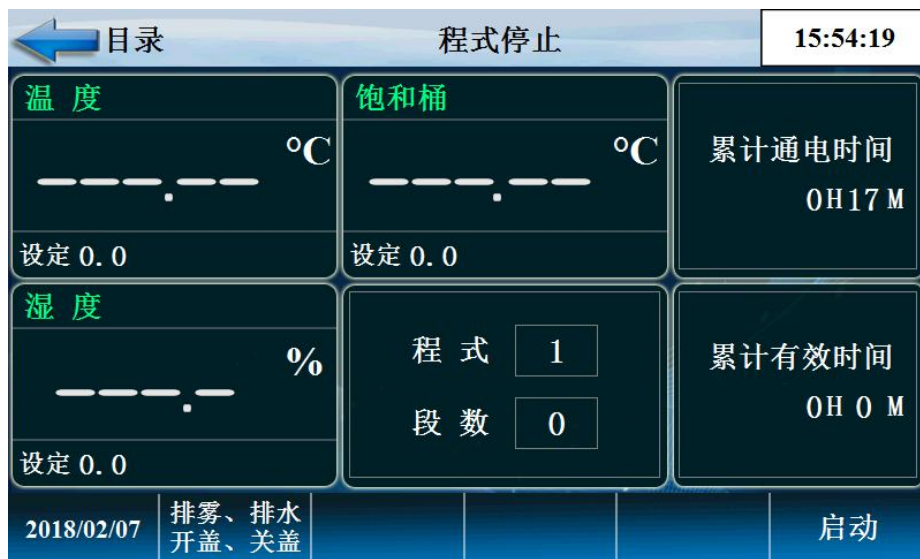 目录
程式停止
15:54:19
温 度
°C
---.--
设定 0.0
饱和桶
°C
---.--
设定 0.0
累计通电时间
0H17M
湿 度
%
---.-
设定 0.0
程 式 1
段 数 0
累计有效时间
0H 0 M
2018/02/07
排雾、排水
开盖、关盖
启动